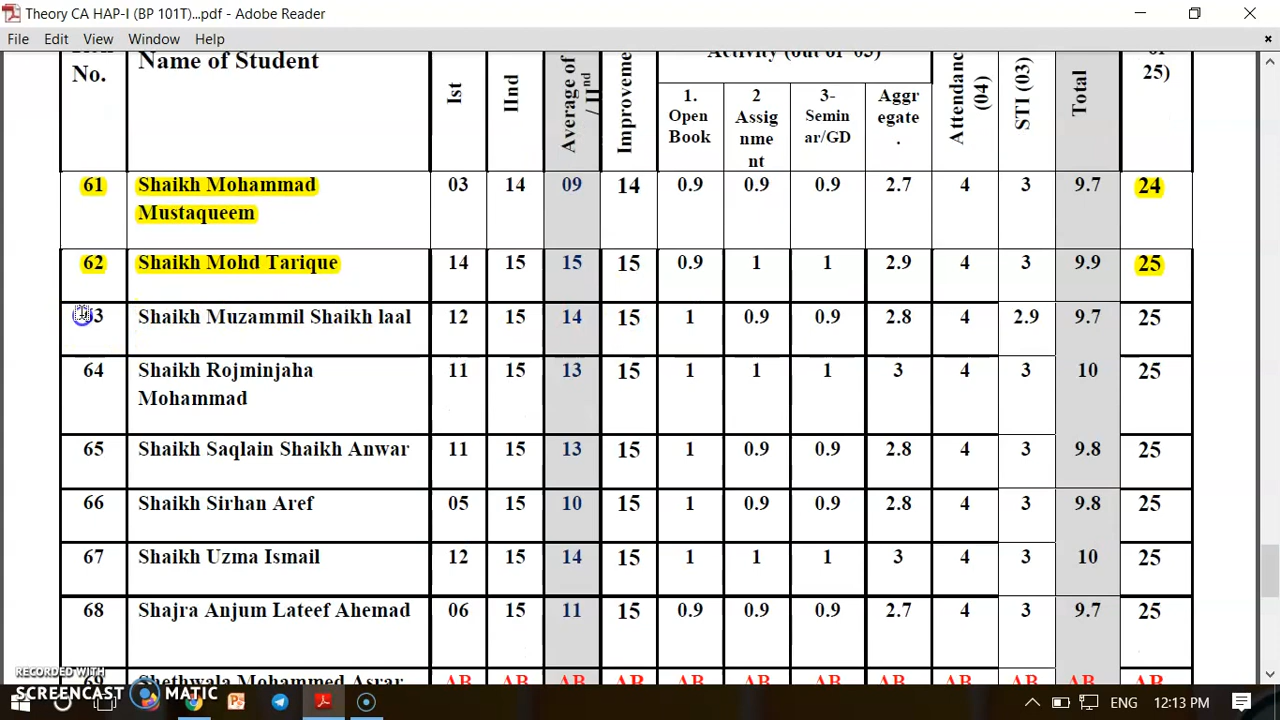 Theory CA HAP-I (BP 101T)...pdf - Adobe Reader
File Edit View Window Help
No. Name of Student Ist IInd Average of / IInd Improveme Activity (out of 03) Attendanc (04) STI (03) Total 25)
1. Open Book 2 Assig nme nt 3- Semin ar/GD Aggr egate .
61 Shaikh Mohammad Mustaqueem 03 14 09 14 0.9 0.9 0.9 2.7 4 3 9.7 24
62 Shaikh Mohd Tarique 14 15 15 15 0.9 1 1 2.9 4 3 9.9 25
3 Shaikh Muzammil Shaikh laal 12 15 14 15 1 0.9 0.9 2.8 4 2.9 9.7 25
64 Shaikh Rojminjaha Mohammad 11 15 13 15 1 1 1 3 4 3 10 25
65 Shaikh Saqlain Shaikh Anwar 11 15 13 15 1 0.9 0.9 2.8 4 3 9.8 25
66 Shaikh Sirhan Aref 05 15 10 15 1 0.9 0.9 2.8 4 3 9.8 25
67 Shaikh Uzma Ismail 12 15 14 15 1 1 1 3 4 3 10 25
68 Shajra Anjum Lateef Ahemad 06 15 11 15 0.9 0.9 0.9 2.7 4 3 9.7 25
69 Shethwala Mohammed Asrar AB AB AB AB AB AB AB AB AB AB AB AB
RECORDED WITH
SCREENCAST MATIC
ENG 12:13 PM